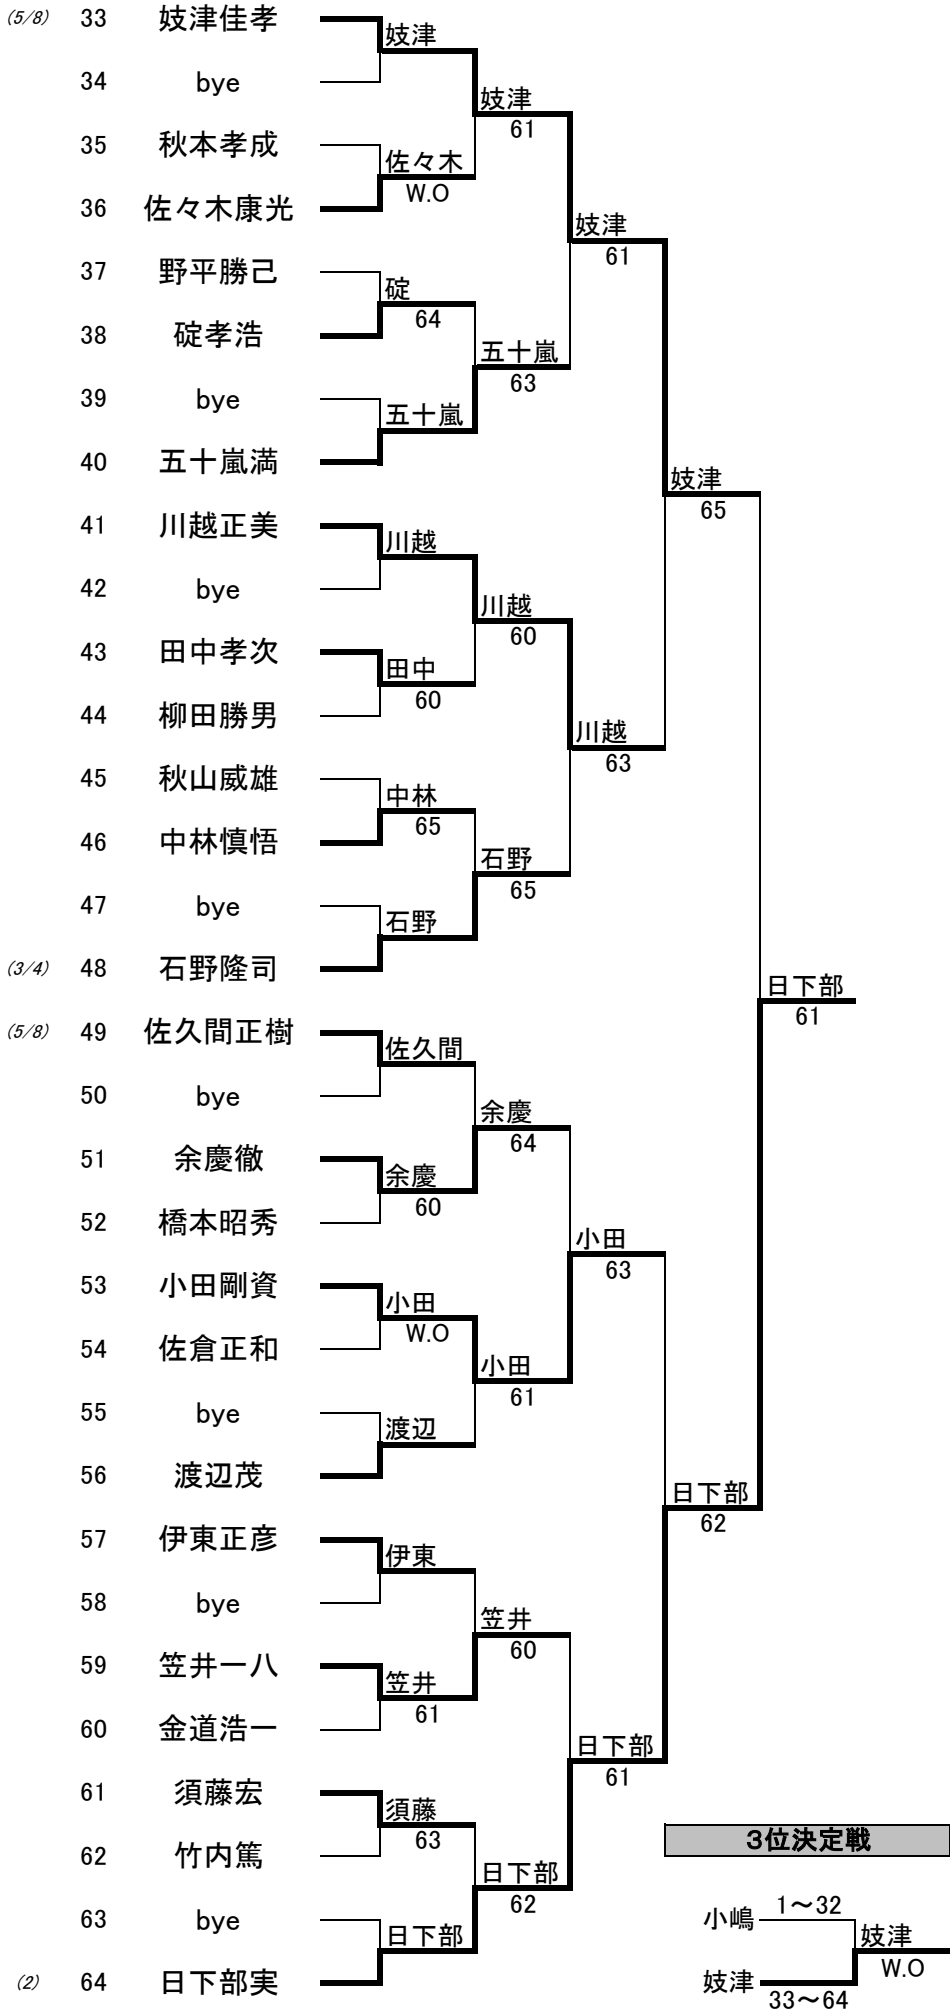 (5/8) 33 妓津佳孝
妓津
34 bye
妓津
61
35 秋本孝成
佐々木
W.O
36 佐々木康光
妓津
61
37 野平勝己
碇
64
38 碇孝浩
五十嵐
63
39 bye
五十嵐
40 五十嵐満
妓津
65
41 川越正美
川越
42 bye
川越
60
43 田中孝次
田中
60
44 柳田勝男
川越
63
45 秋山威雄
中林
65
46 中林慎悟
石野
65
47 bye
石野
(3/4) 48 石野隆司
日下部
61
(5/8) 49 佐久間正樹
佐久間
50 bye
余慶
64
51 余慶徹
余慶
60
52 橋本昭秀
小田
63
53 小田剛資
小田
W.O
54 佐倉正和
小田
61
55 bye
渡辺
56 渡辺茂
日下部
62
57 伊東正彦
伊東
58 bye
笠井
60
59 笠井一八
笠井
61
60 金道浩一
日下部
61
61 須藤宏
須藤
63
62 竹内篤
日下部
62
63 bye
日下部
(2) 64 日下部実
3位決定戦
小嶋 1～32
妓津
W.O
妓津
33～64